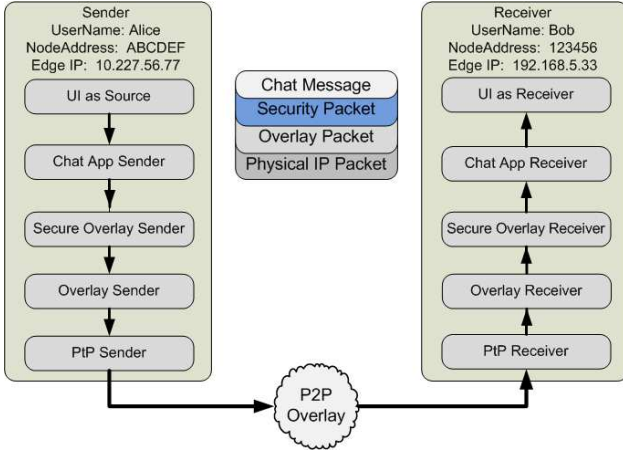 Sender
UserName: Alice
NodeAddress: ABCDEF
Edge IP: 10.227.56.77
UI as Source
Chat App Sender
Secure Overlay Sender
Overlay Sender
PtP Sender
Chat Message
Security Packet
Overlay Packet
Physical IP Packet
P2P
Overlay
Receiver
UserName: Bob
NodeAddress: 123456
Edge IP: 192.168.5.33
UI as Receiver
Chat App Receiver
Secure Overlay Receiver
Overlay Receiver
PtP Receiver